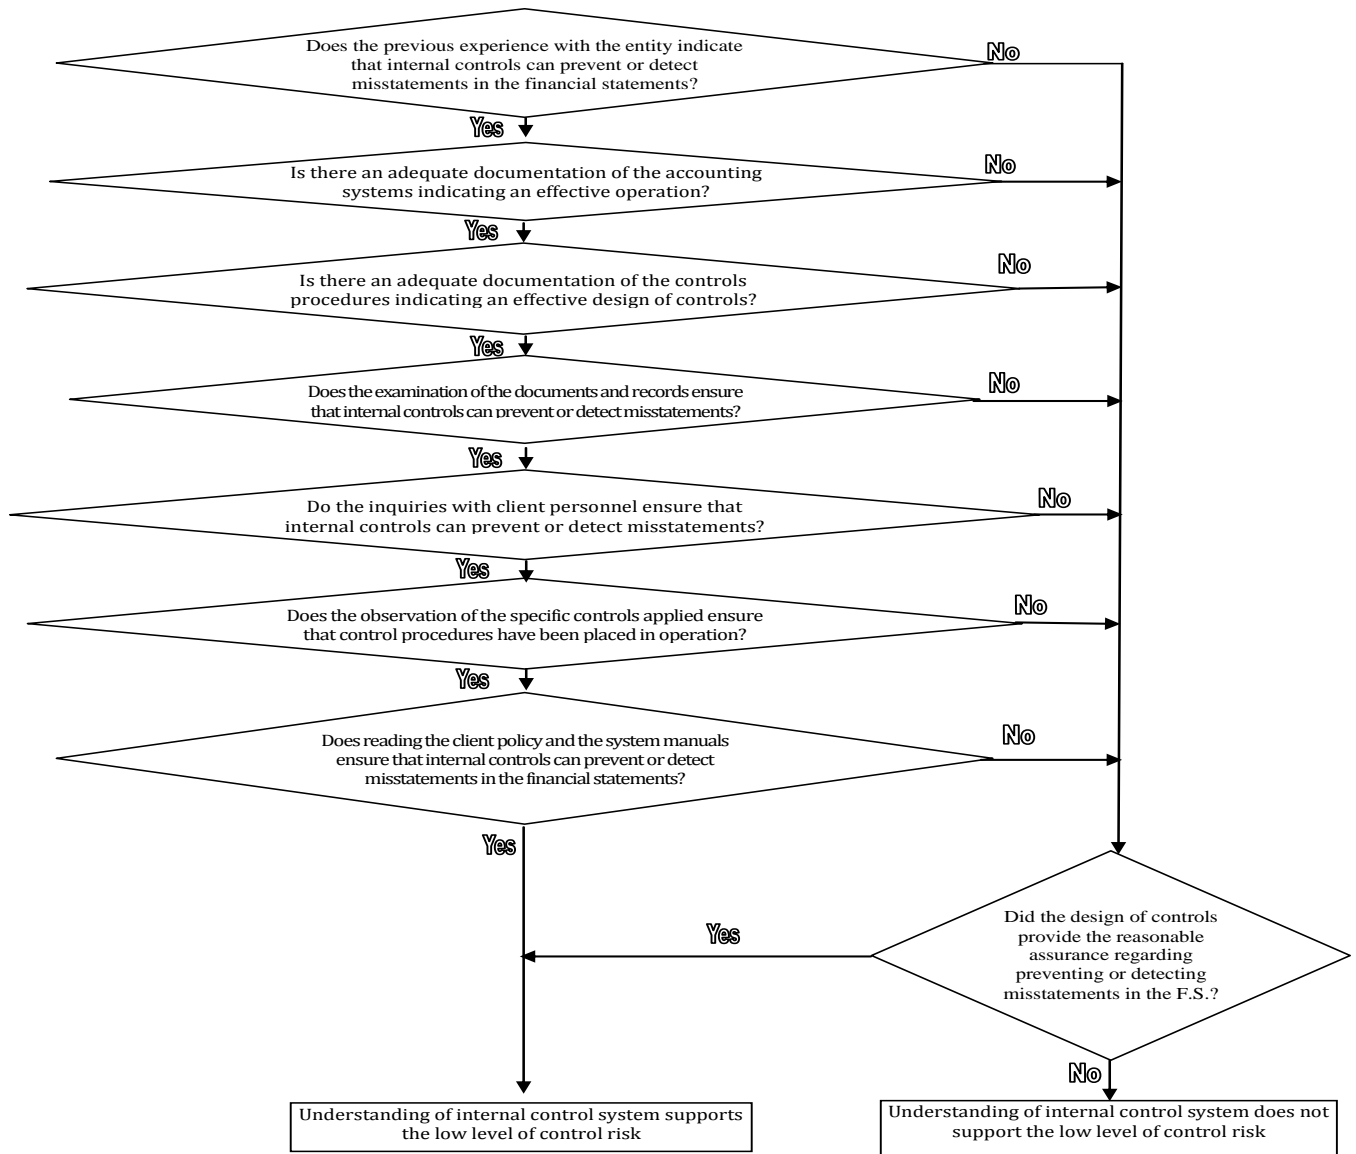 Does the previous experience with the entity indicate
that internal controls can prevent or detect
misstatements in the financial statements?
No
Yes
Is there an adequate documentation of the accounting
systems indicating an effective operation?
No
Yes
Is there an adequate documentation of the controls
procedures indicating an effective design of controls?
No
Yes
Does the examination of the documents and records ensure
that internal controls can prevent or detect misstatements?
No
Yes
Do the inquiries with client personnel ensure that
internal controls can prevent or detect misstatements?
No
Yes
Does the observation of the specific controls applied ensure
that control procedures have been placed in operation?
No
Yes
Does reading the client policy and the system manuals
ensure that internal controls can prevent or detect
misstatements in the financial statements?
No
Yes
Did the design of controls
provide the reasonable
assurance regarding
preventing or detecting
misstatements in the F.S.?
Yes
No
Understanding of internal control system supports
the low level of control risk
Understanding of internal control system does not
support the low level of control risk